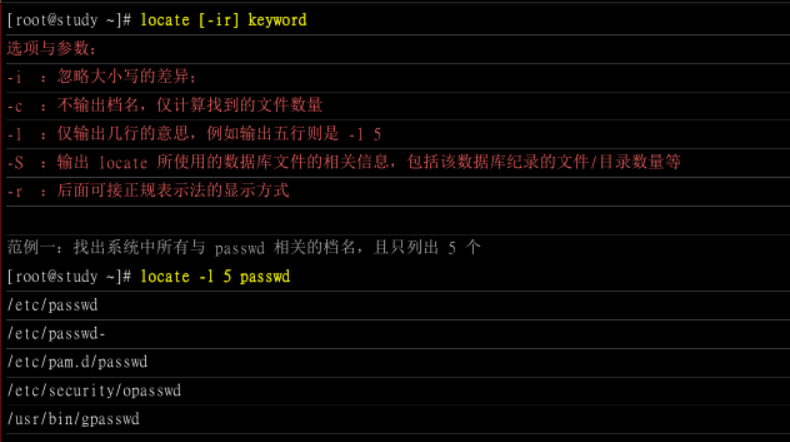 [root@study ~]# locate [-ir] keyword
选项与参数：
-i ：忽略大小写的差异；
-c ：不输出档名，仅计算找到的文件数量
-l ：仅输出几行的意思，例如输出五行则是 -l 5
-S ：输出 locate 所使用的数据库文件的相关信息，包括该数据库纪录的文件/目录数量等
-r ：后面可接正规表示法的显示方式
范例一：找出系统中所有与 passwd 相关的档名，且只列出 5 个
[root@study ~]# locate -l 5 passwd
/etc/passwd
/etc/passwd-
/etc/pam.d/passwd
/etc/security/opasswd
/usr/bin/gpasswd